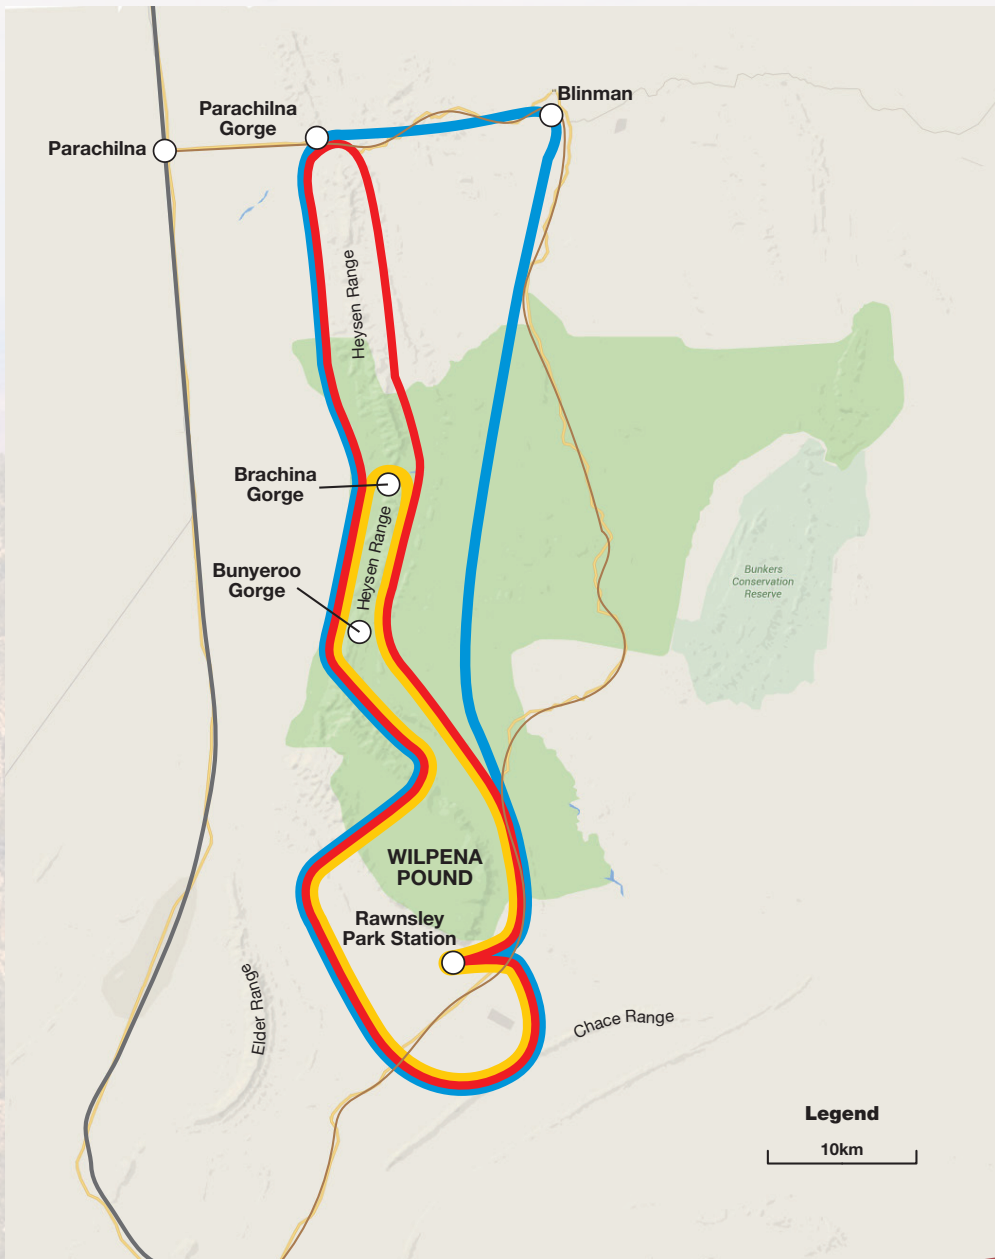 Blinman
Parachilna
Gorge
Parachilna
Heysen Range
Brachina
Gorge
Heysen Range
Bunyeroo
Gorge
Bunkers
Conservation
Reserve
WILPENA
POUND
Rawnsley
Park Station
Elder Range
Chace Range
Legend
10km